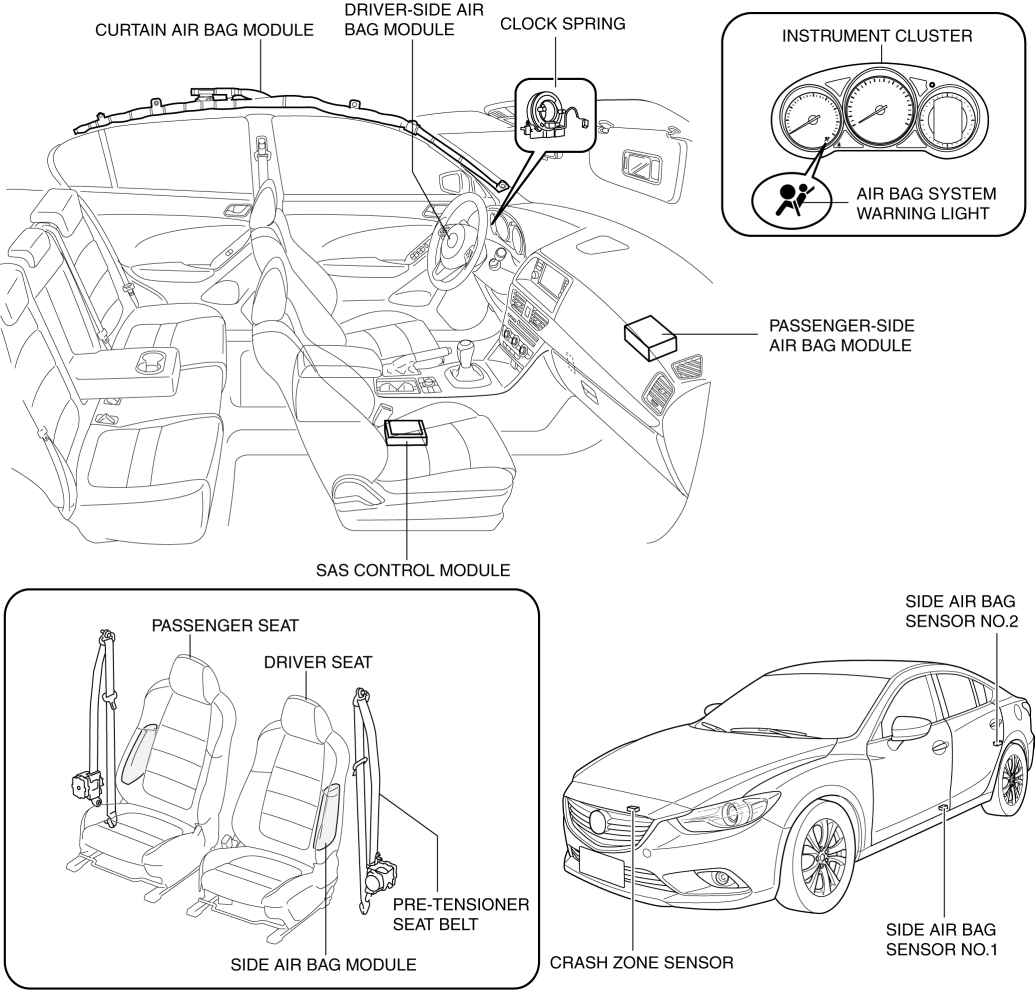 CURTAIN AIR BAG MODULE
DRIVER-SIDE AIR
BAG MODULE
CLOCK SPRING
INSTRUMENT CLUSTER
AIR BAG SYSTEM
WARNING LIGHT
PASSENGER-SIDE
AIR BAG MODULE
SAS CONTROL MODULE
PASSENGER SEAT
DRIVER SEAT
PRE-TENSIONER
SEAT BELT
SIDE AIR BAG MODULE
SIDE AIR BAG
SENSOR NO.2
SIDE AIR BAG
SENSOR NO.1
CRASH ZONE SENSOR